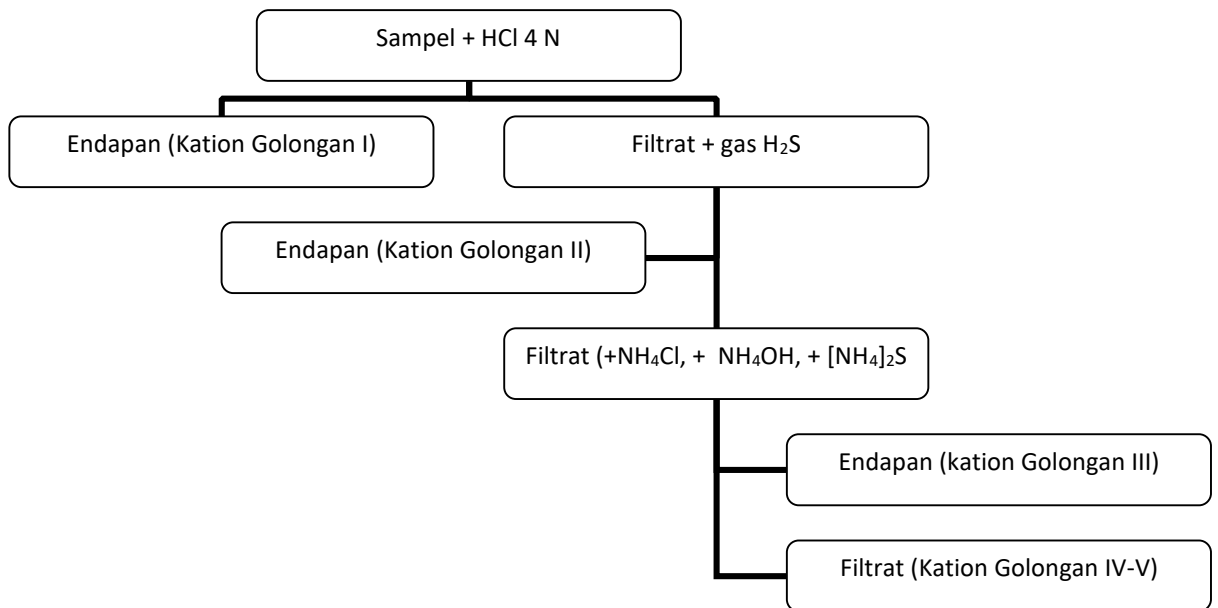 Sampel + HCl 4 N
Endapan (Kation Golongan I)
Filtrat + gas H₂S
Endapan (Kation Golongan II)
Filtrat (+NH₄Cl, + NH₄OH, + [NH₄]₂S
Endapan (kation Golongan III)
Filtrat (Kation Golongan IV-V)